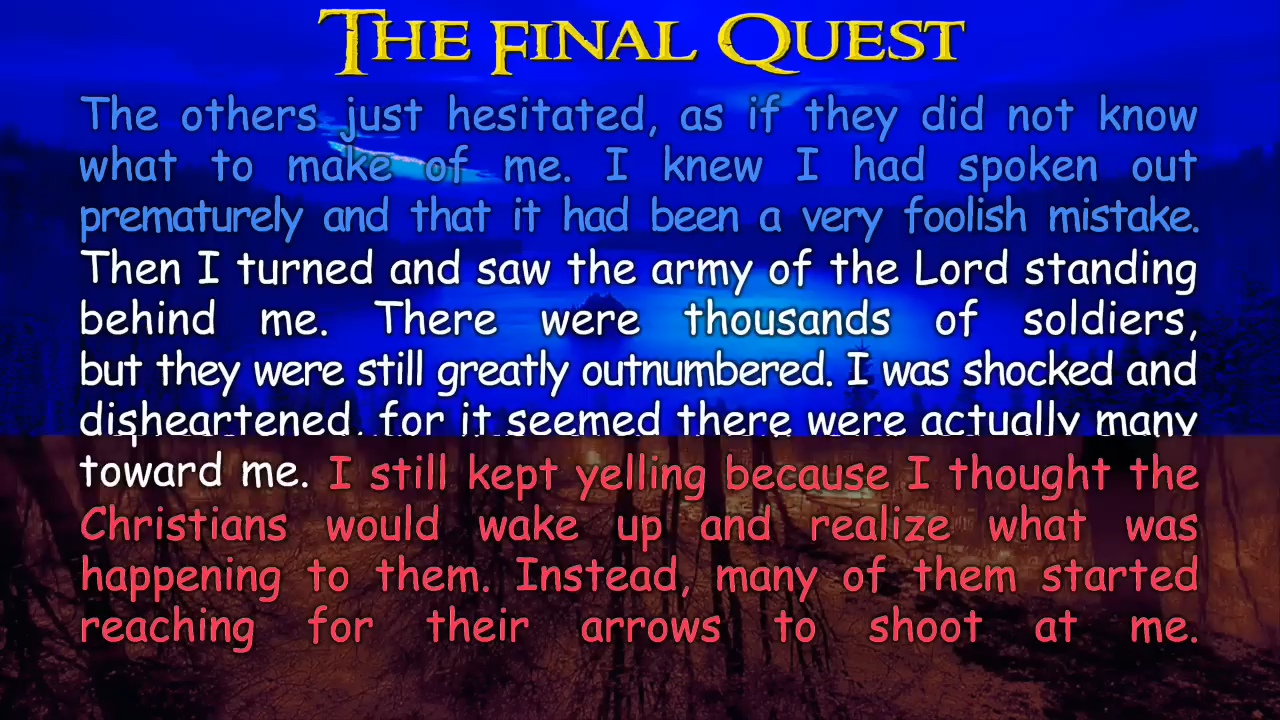 The Final Quest
The others just hesitated, as if they did not know
what to make of me. I knew I had spoken out
prematurely and that it had been a very foolish mistake.
Then I turned and saw the army of the Lord standing
behind me. There were thousands of soldiers,
but they were still greatly outnumbered. I was shocked and
disheartened, for it seemed there were actually many
toward me. I still kept yelling because I thought the
Christians would wake up and realize what was
happening to them. Instead, many of them started
reaching for their arrows to shoot at me.